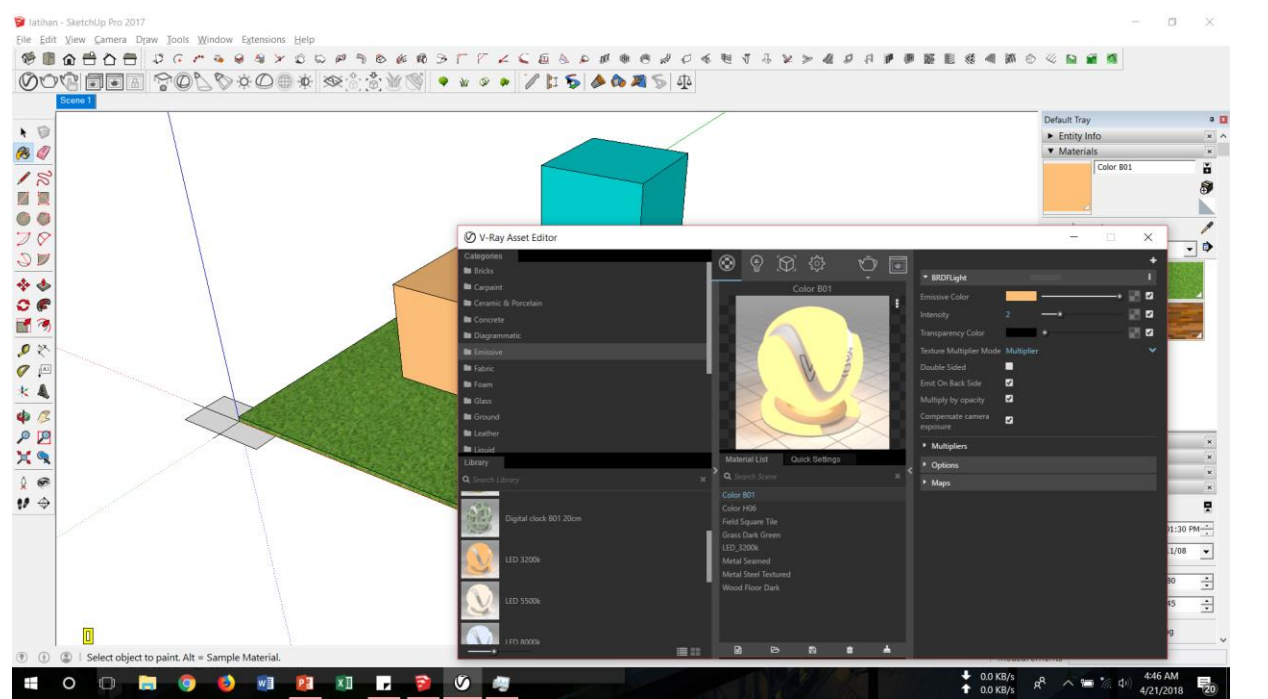 latihan - SketchUp Pro 2017
File Edit View Camera Draw Tools Window Extensions Help
Scene 1
Default Tray
Entity Info
Materials
Color B01
V-Ray Asset Editor
Categories
Bricks
Carpaint
Ceramic & Porcelain
Concrete
Diagrammatic
Emissive
Fabric
Foam
Glass
Ground
Leather
Liquid
Library
Search Library
Digital clock B01 20cm
LED 3200k
LED 5500k
LED 8000k
Color B01
Material List Quick Settings
Search Scene
Color B01
Color H06
Field Square Tile
Grass Dark Green
LED_3200k
Metal Seamed
Metal Steel Textured
Wood Floor Dark
BRDFLight
Emissive Color
Intensity 2
Transparency Color
Texture Multiplier Mode Multiplier
Double Sided
Emit On Back Side
Multiply by opacity
Compensate camera
exposure
Multipliers
Options
Maps
Select object to paint. Alt = Sample Material.
0.0 KB/s
0.0 KB/s
4:46 AM
4/21/2018
20